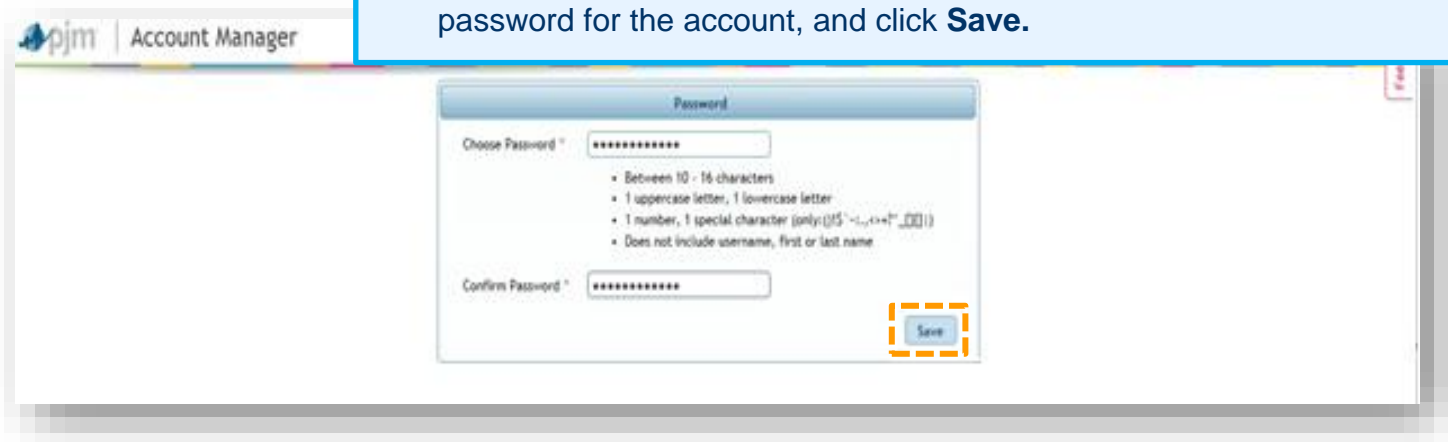 password for the account, and click Save.
pjm | Account Manager
Fee
Password
Choose Password *
************
• Between 10 - 16 characters
• 1 uppercase letter, 1 lowercase letter
• 1 number, 1 special character (only:
• Does not include username, first or last name
Confirm Password *
************
Save